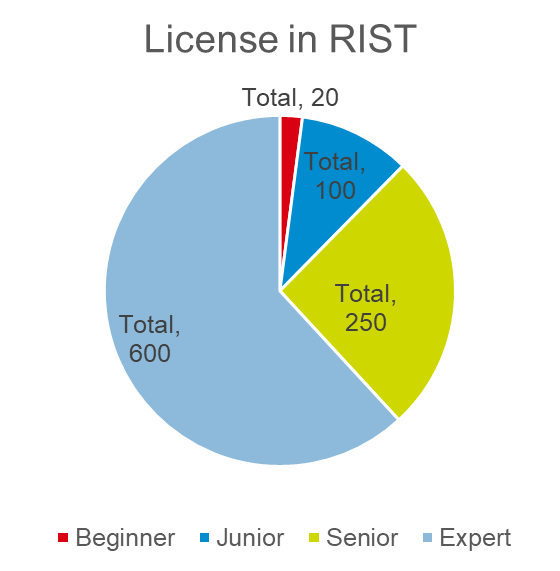 License in RIST
Total, 20
Total,
100
Total,
250
Total,
600
Beginner Junior Senior Expert